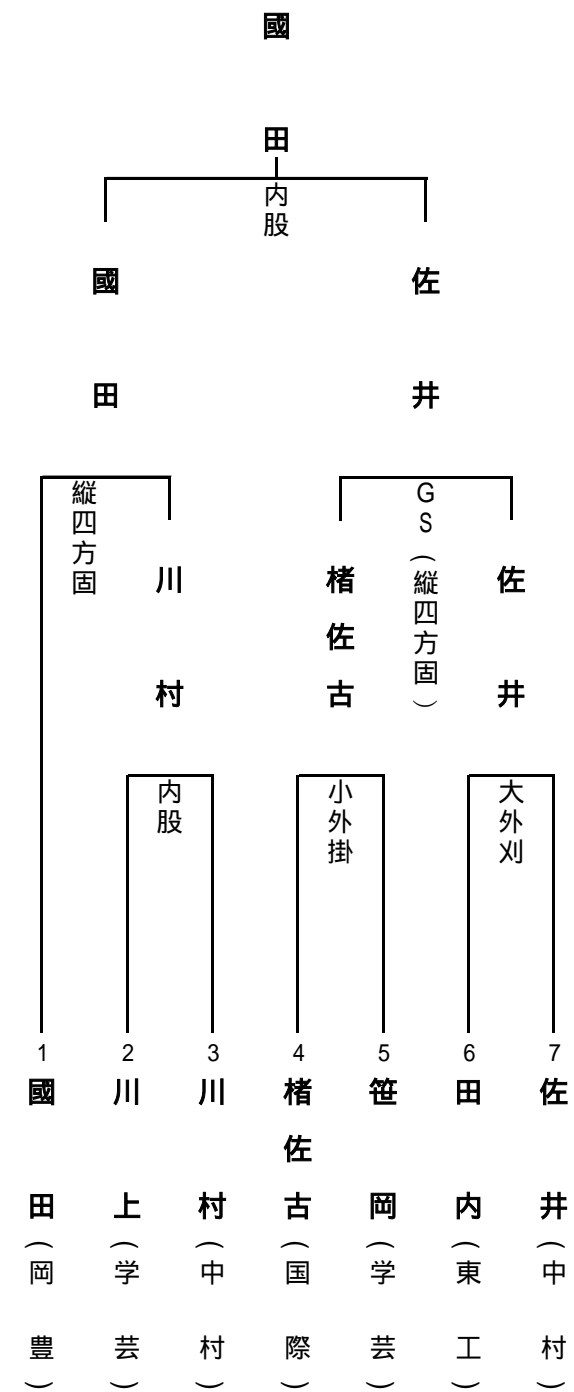 國田
内股
國田
佐井
縦四方固
川村
楮佐古
GS（縦四方固）
佐井
内股
小外掛
大外刈
1 2 3 4 5 6 7
國田（岡豊）
川上（学芸）
川村（中村）
楮佐古（国際）
笹岡（学芸）
田内（東工）
佐井（中村）